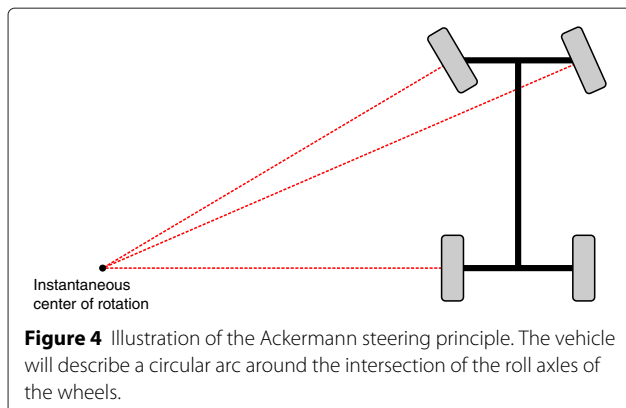 Instantaneous
center of rotation
Figure 4 Illustration of the Ackermann steering principle. The vehicle
will describe a circular arc around the intersection of the roll axles of
the wheels.